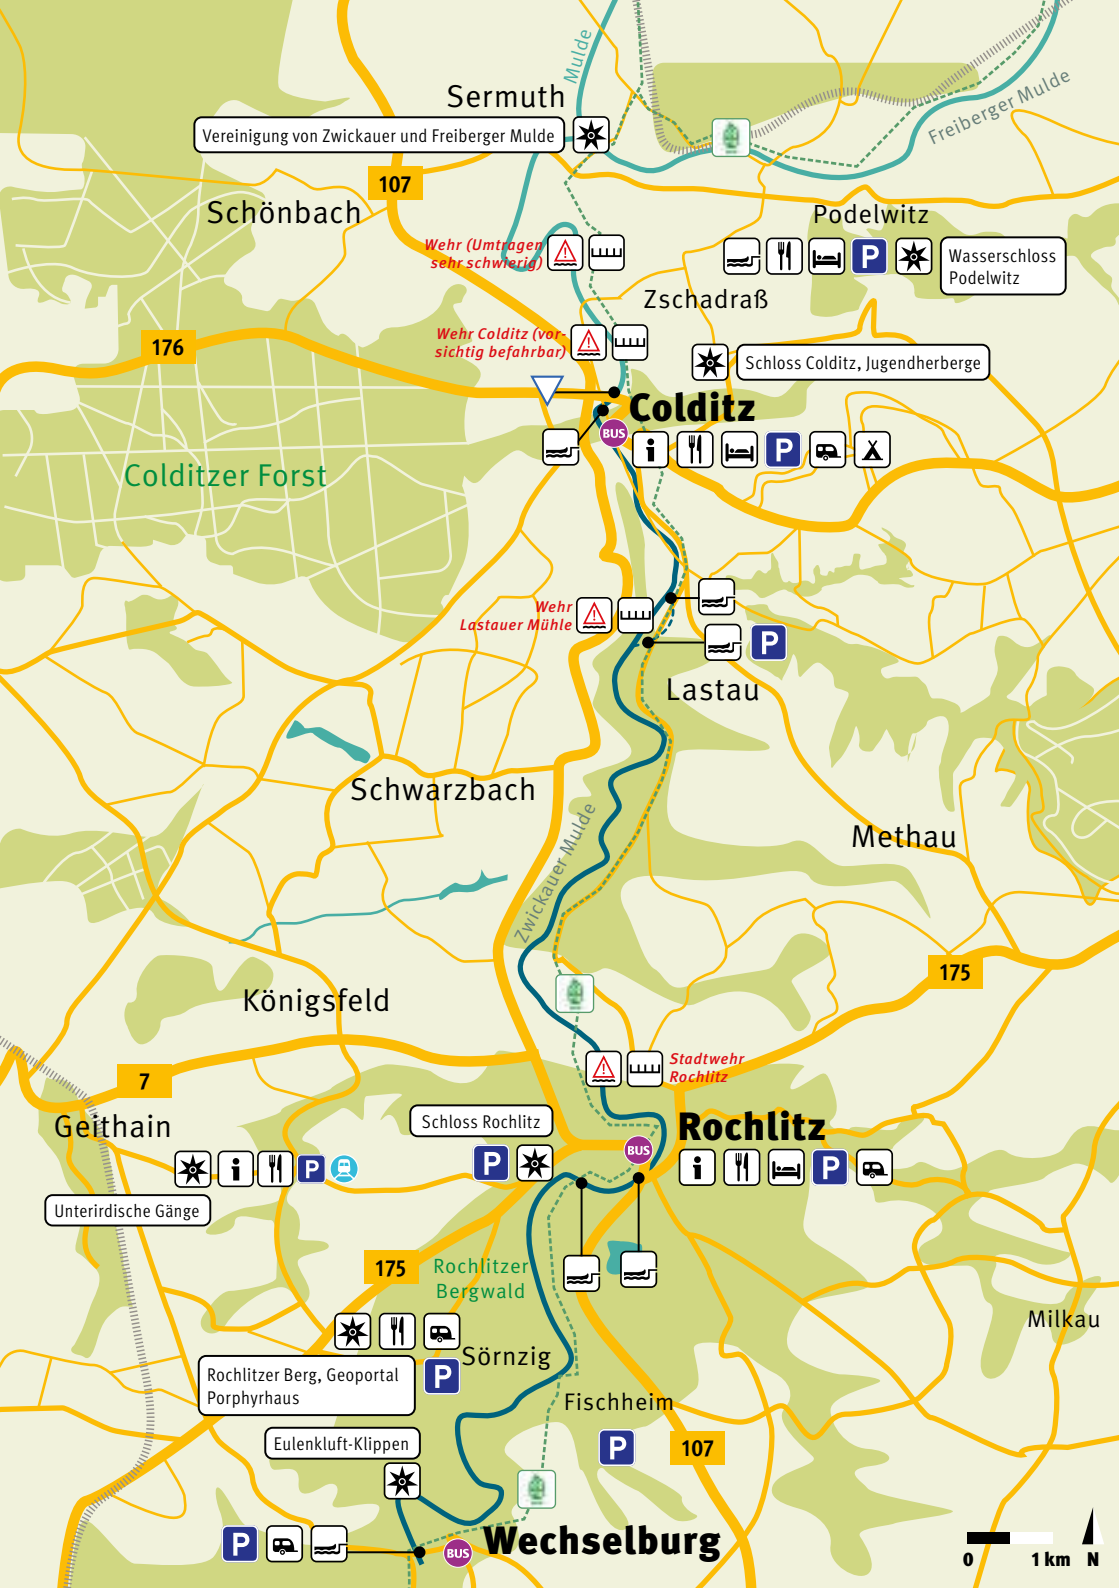 Mulde
Sermuth
Freiberger Mulde
Vereinigung von Zwickauer und Freiberger Mulde
107
Schönbach
Podelwitz
Wehr (Umtragen
sehr schwierig)
P
Wasserschloss
Podelwitz
Zschadraß
176
Wehr Colditz (vor-
sichtig befahrbar)
Schloss Colditz, Jugendherberge
Colditz
BUS
i
P
Colditzer Forst
Wehr
Lastauer Mühle
P
Lastau
Schwarzbach
Zwickauer Mulde
Methau
175
Königsfeld
Stadtwehr
Rochlitz
7
Geithain
Schloss Rochlitz
Rochlitz
BUS
i
P
P
i
P
Unterirdische Gänge
175
Rochlitzer
Bergwald
Milkau
Sörnzig
Rochlitzer Berg, Geoportal
Porphyrhaus
P
Fischheim
P
107
Eulenkluft-Klippen
P
BUS
Wechselburg
0
1 km
N